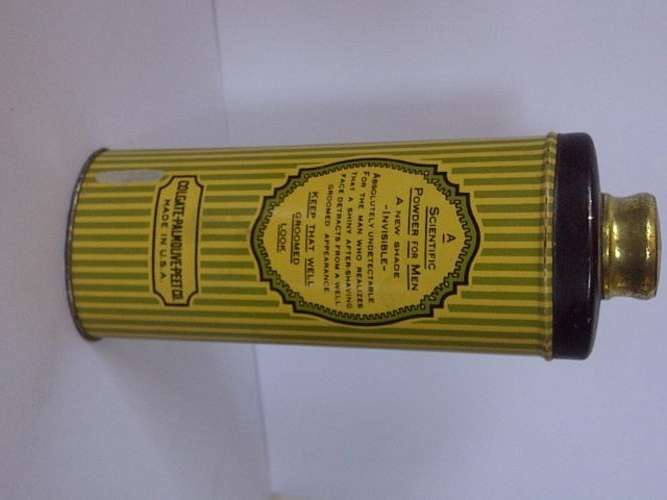 A
SCIENTIFIC
POWDER FOR MEN
A NEW SHADE
-INVISIBLE-
ABSOLUTELY UNDETECTABLE
FOR THE MAN WHO REALIZES
THAT A SHINY AFTER-SHAVING
FACE DETRACTS FROM A WELL
GROOMED APPEARANCE
KEEP THAT WELL
GROOMED
LOOK
COLGATE-PALMOLIVE-PEET CO.
MADE IN U.S.A.